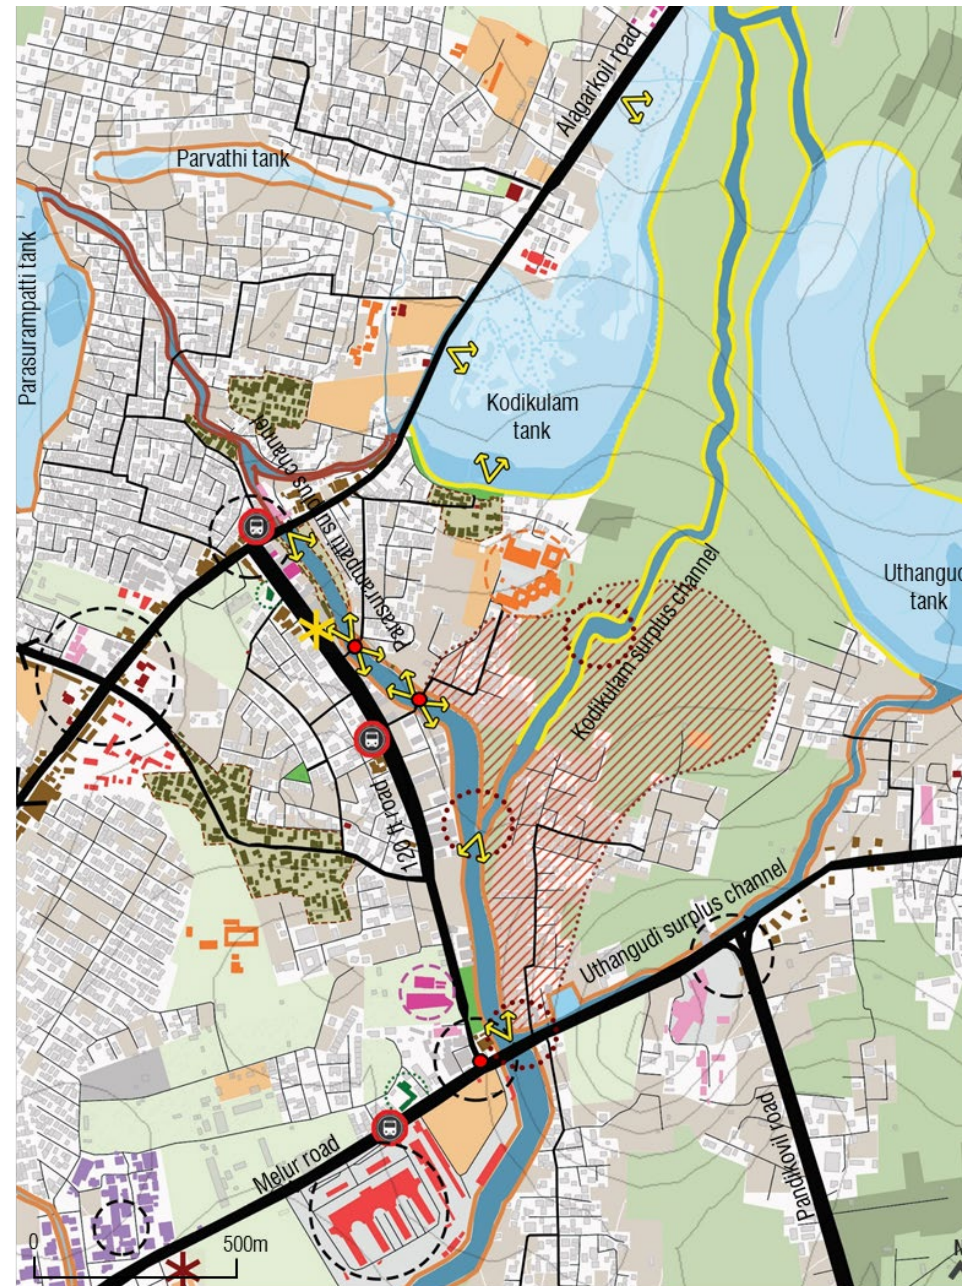 Alagarkoil road
Parvathi tank
Parasurampatti tank
Kodikulam
tank
Parasurampatti surplus channel
Uthangudi
tank
Kodikulam surplus channel
120 ft road
Uthangudi surplus channel
Pandikovil road
Melur road
0
500m
N